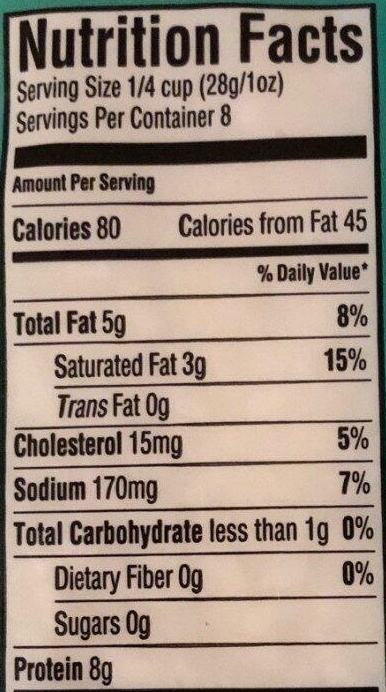 Nutrition Facts
Serving Size 1/4 cup (28g/1oz)
Servings Per Container 8
Amount Per Serving
Calories 80 Calories from Fat 45
% Daily Value*
Total Fat 5g 8%
Saturated Fat 3g 15%
Trans Fat 0g
Cholesterol 15mg 5%
Sodium 170mg 7%
Total Carbohydrate less than 1g 0%
Dietary Fiber 0g 0%
Sugars 0g
Protein 8g